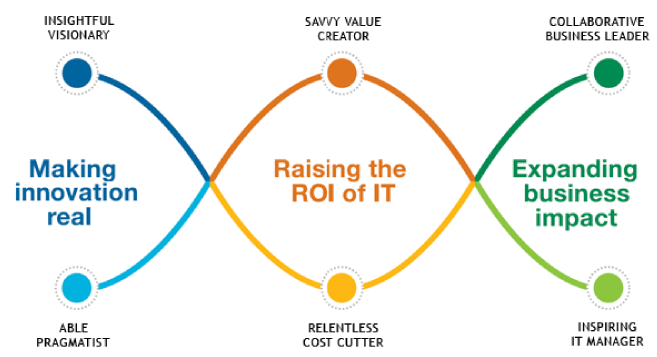 INSIGHTFUL
VISIONARY
SAVVY VALUE
CREATOR
COLLABORATIVE
BUSINESS LEADER
Making
innovation
real
Raising the
ROI of IT
Expanding
business
impact
ABLE
PRAGMATIST
RELENTLESS
COST CUTTER
INSPIRING
IT MANAGER